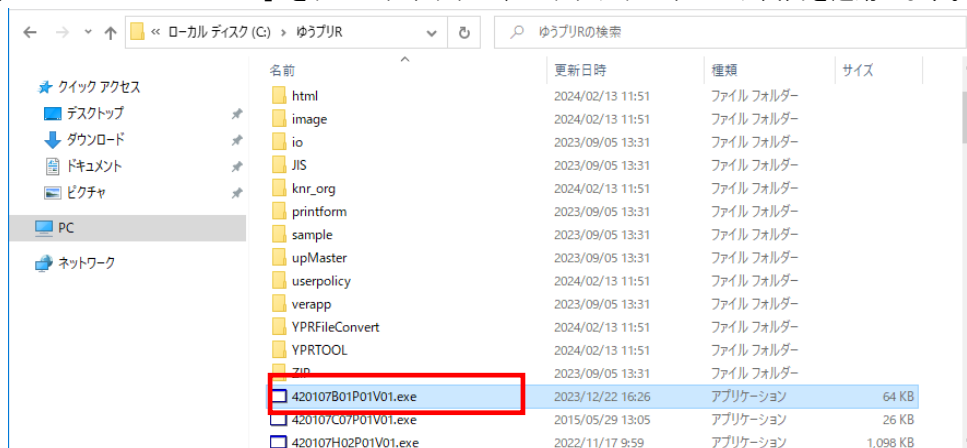 « ローカル ディスク (C:) › ゆうプリR
ゆうプリRの検索
名前 更新日時 種類 サイズ
クイック アクセス
デスクトップ
ダウンロード
ドキュメント
ピクチャ
PC
ネットワーク
html 2024/02/13 11:51 ファイル フォルダー
image 2024/02/13 11:51 ファイル フォルダー
io 2023/09/05 13:31 ファイル フォルダー
JIS 2023/09/05 13:31 ファイル フォルダー
knr_org 2024/02/13 11:51 ファイル フォルダー
printform 2023/09/05 13:31 ファイル フォルダー
sample 2023/09/05 13:31 ファイル フォルダー
upMaster 2023/09/05 13:31 ファイル フォルダー
userpolicy 2024/02/13 11:51 ファイル フォルダー
verapp 2023/09/05 13:31 ファイル フォルダー
YPRFileConvert 2024/02/13 11:51 ファイル フォルダー
YPRTOOL 2024/02/13 11:51 ファイル フォルダー
ZIP 2023/09/05 13:31 ファイル フォルダー
420107B01P01V01.exe 2023/12/22 16:26 アプリケーション 64 KB
420107C07P01V01.exe 2015/05/29 13:05 アプリケーション 26 KB
420107H02P01V01.exe 2022/11/17 9:59 アプリケーション 1,098 KB